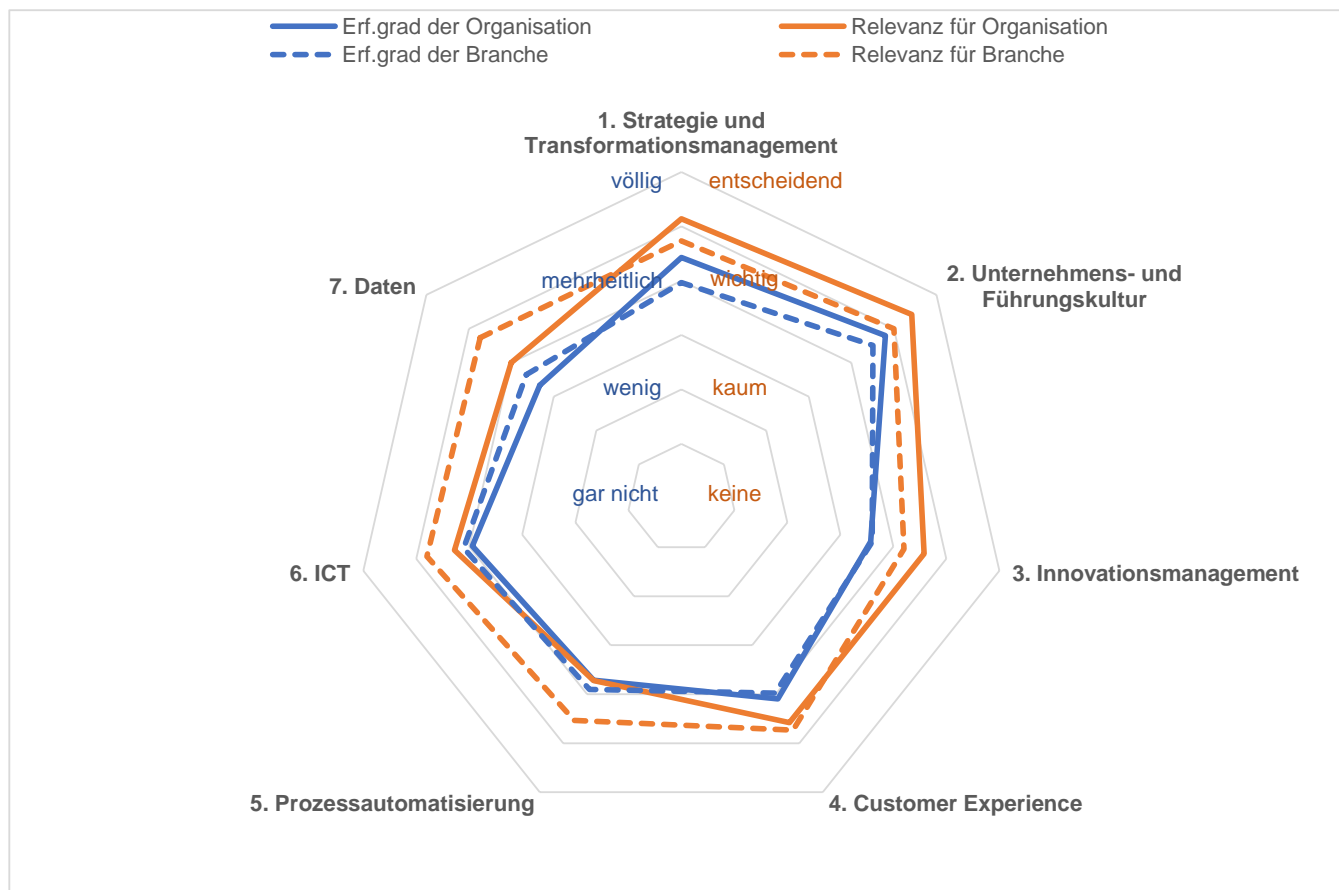 Erf.grad der Organisation
Relevanz für Organisation
Erf.grad der Branche
Relevanz für Branche
1. Strategie und
Transformationsmanagement
völlig
entscheidend
7. Daten
mehrheitlich
wichtig
2. Unternehmens- und
Führungskultur
wenig
kaum
gar nicht
keine
6. ICT
3. Innovationsmanagement
5. Prozessautomatisierung
4. Customer Experience